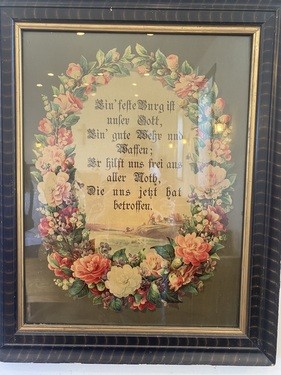 Ein' feste Burg ist
unser Gott,
Ein' gute Wehr und
Waffen;
Er hilft uns frei aus
aller Noth,
Die uns jetzt hat
betroffen.